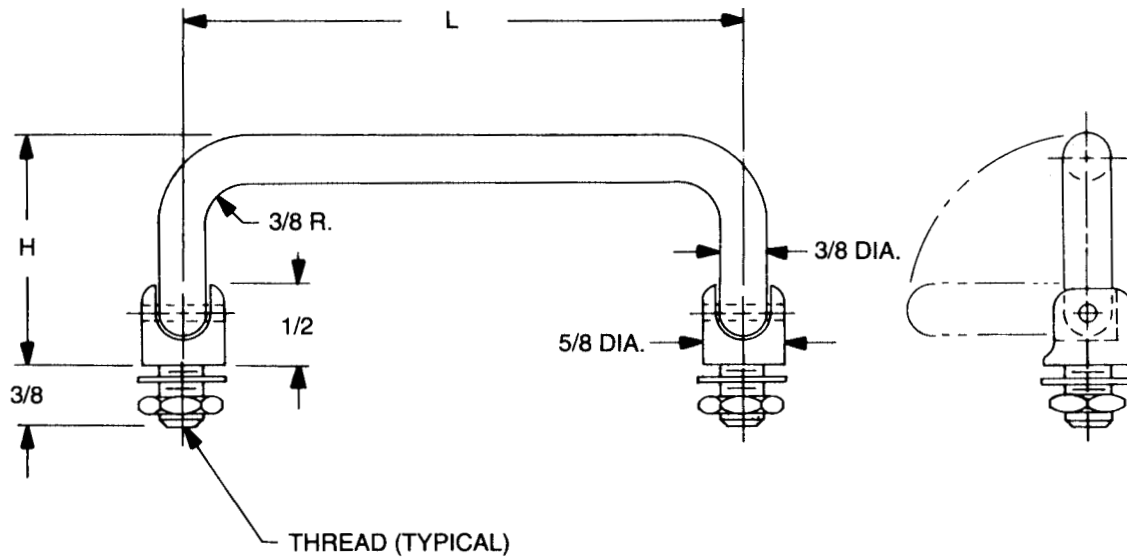 L
H
3/8 R.
3/8 DIA.
1/2
5/8 DIA.
3/8
THREAD (TYPICAL)